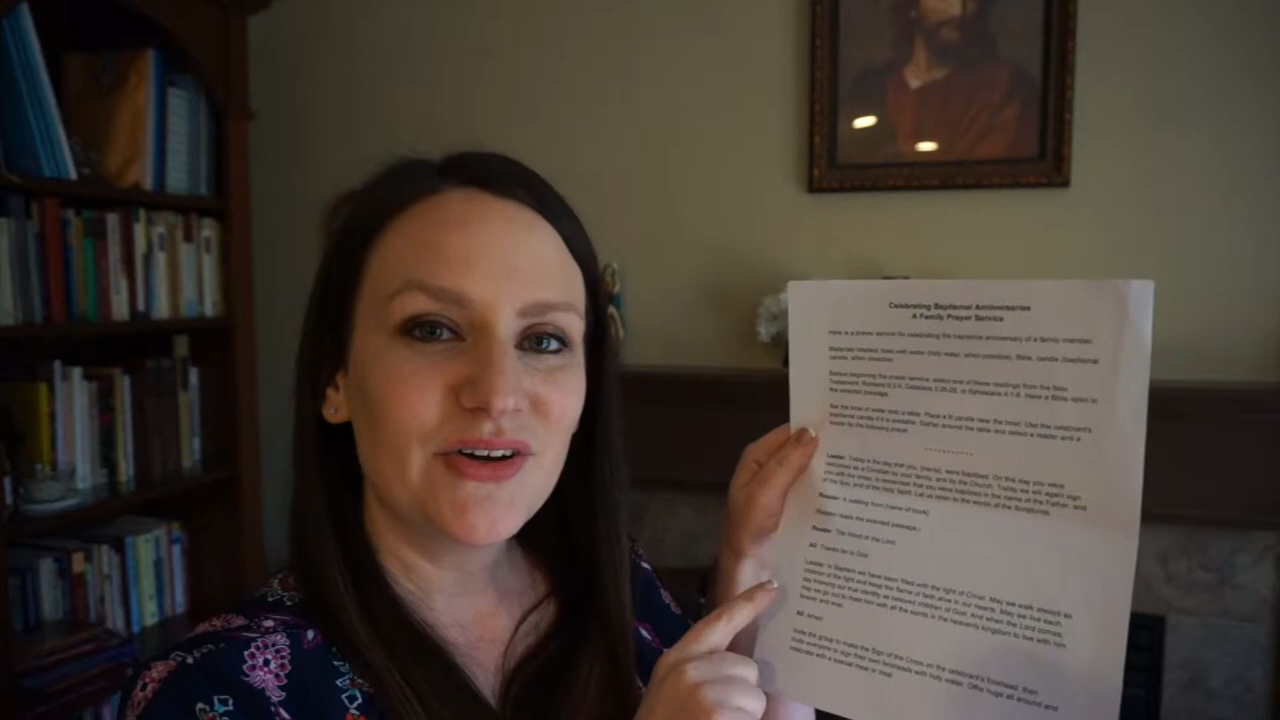 Celebrating Baptismal Anniversaries
A Family Prayer Service
Here is a prayer service for celebrating the baptismal anniversary of a family member.
Materials needed: bowl with water (holy water, when possible), Bible, candle (baptismal
candle, when possible).
Before beginning the prayer service, select one of these readings from the New
Testament: Romans 6:3-4, Galatians 3:26-28, or Ephesians 4:1-6. Have a Bible open to
the selected passage.
Set the bowl of water onto a table. Place a lit candle near the bowl. Use the celebrant's
baptismal candle if it is available. Gather around the table and select a reader and a
leader for the following prayer.
Leader: Today is the day that you, [name], were baptized. On this day you were
welcomed as a Christian by your family, and by the Church. Today we will again sign
you with the cross, to remember that you were baptized in the name of the Father, and
of the Son, and of the Holy Spirit. Let us listen to the words of the Scriptures.
Reader: A reading from [name of book].
(Reader reads the selected passage.)
Reader: The Word of the Lord.
All: Thanks be to God.
Leader: In Baptism we have been filled with the light of Christ. May we walk always as
children of the light and keep the flame of faith alive in our hearts. May we live each
day knowing our true identity as beloved children of God. And when the Lord comes,
may we go out to meet him with all the saints in the heavenly kingdom to live with him
forever and ever.
All: Amen.
Invite the group to make the Sign of the Cross on the celebrant's forehead; then
invite everyone to sign their own foreheads with holy water. Offer hugs all around and
celebrate with a special meal or treat.